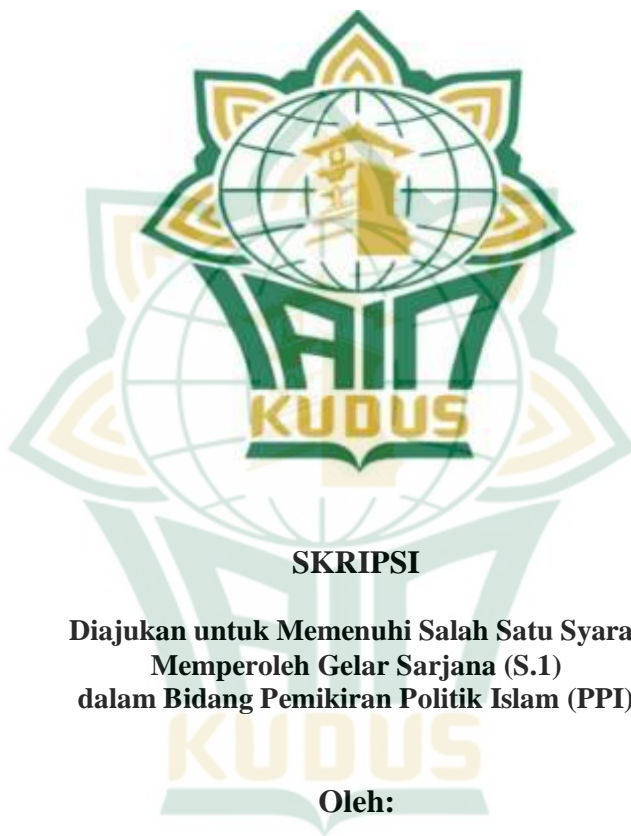 IAIN
KUDUS
SKRIPSI
Diajukan untuk Memenuhi Salah Satu Syara
Memperoleh Gelar Sarjana (S.1)
dalam Bidang Pemikiran Politik Islam (PPI)
Oleh: